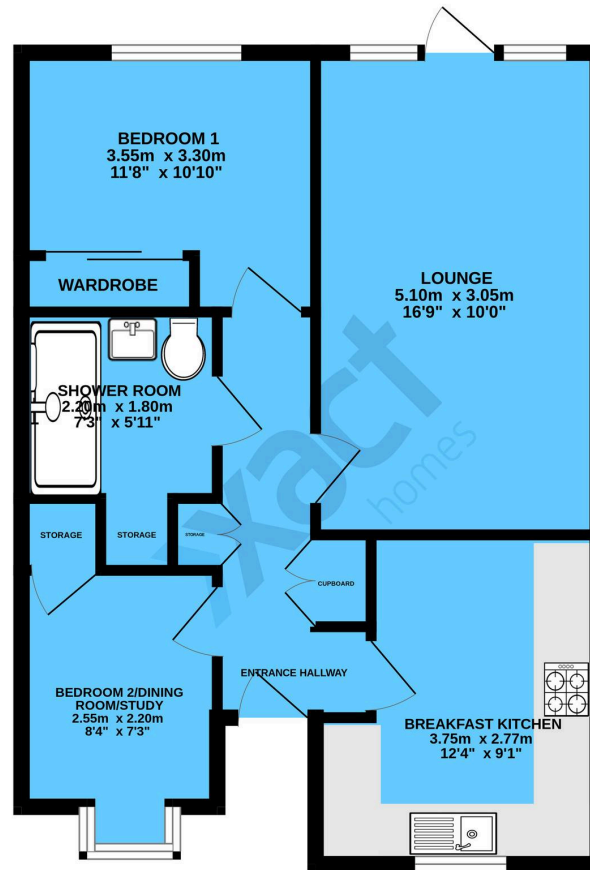 BEDROOM 1
3.55m x 3.30m
11'8" x 10'10"
WARDROBE
LOUNGE
5.10m x 3.05m
16'9" x 10'0"
SHOWER ROOM
2.20m x 1.80m
7'3" x 5'11"
STORAGE
STORAGE
STORAGE
CUPBOARD
xact
homes
ENTRANCE HALLWAY
BEDROOM 2/DINING
ROOM/STUDY
2.55m x 2.20m
8'4" x 7'3"
BREAKFAST KITCHEN
3.75m x 2.77m
12'4" x 9'1"